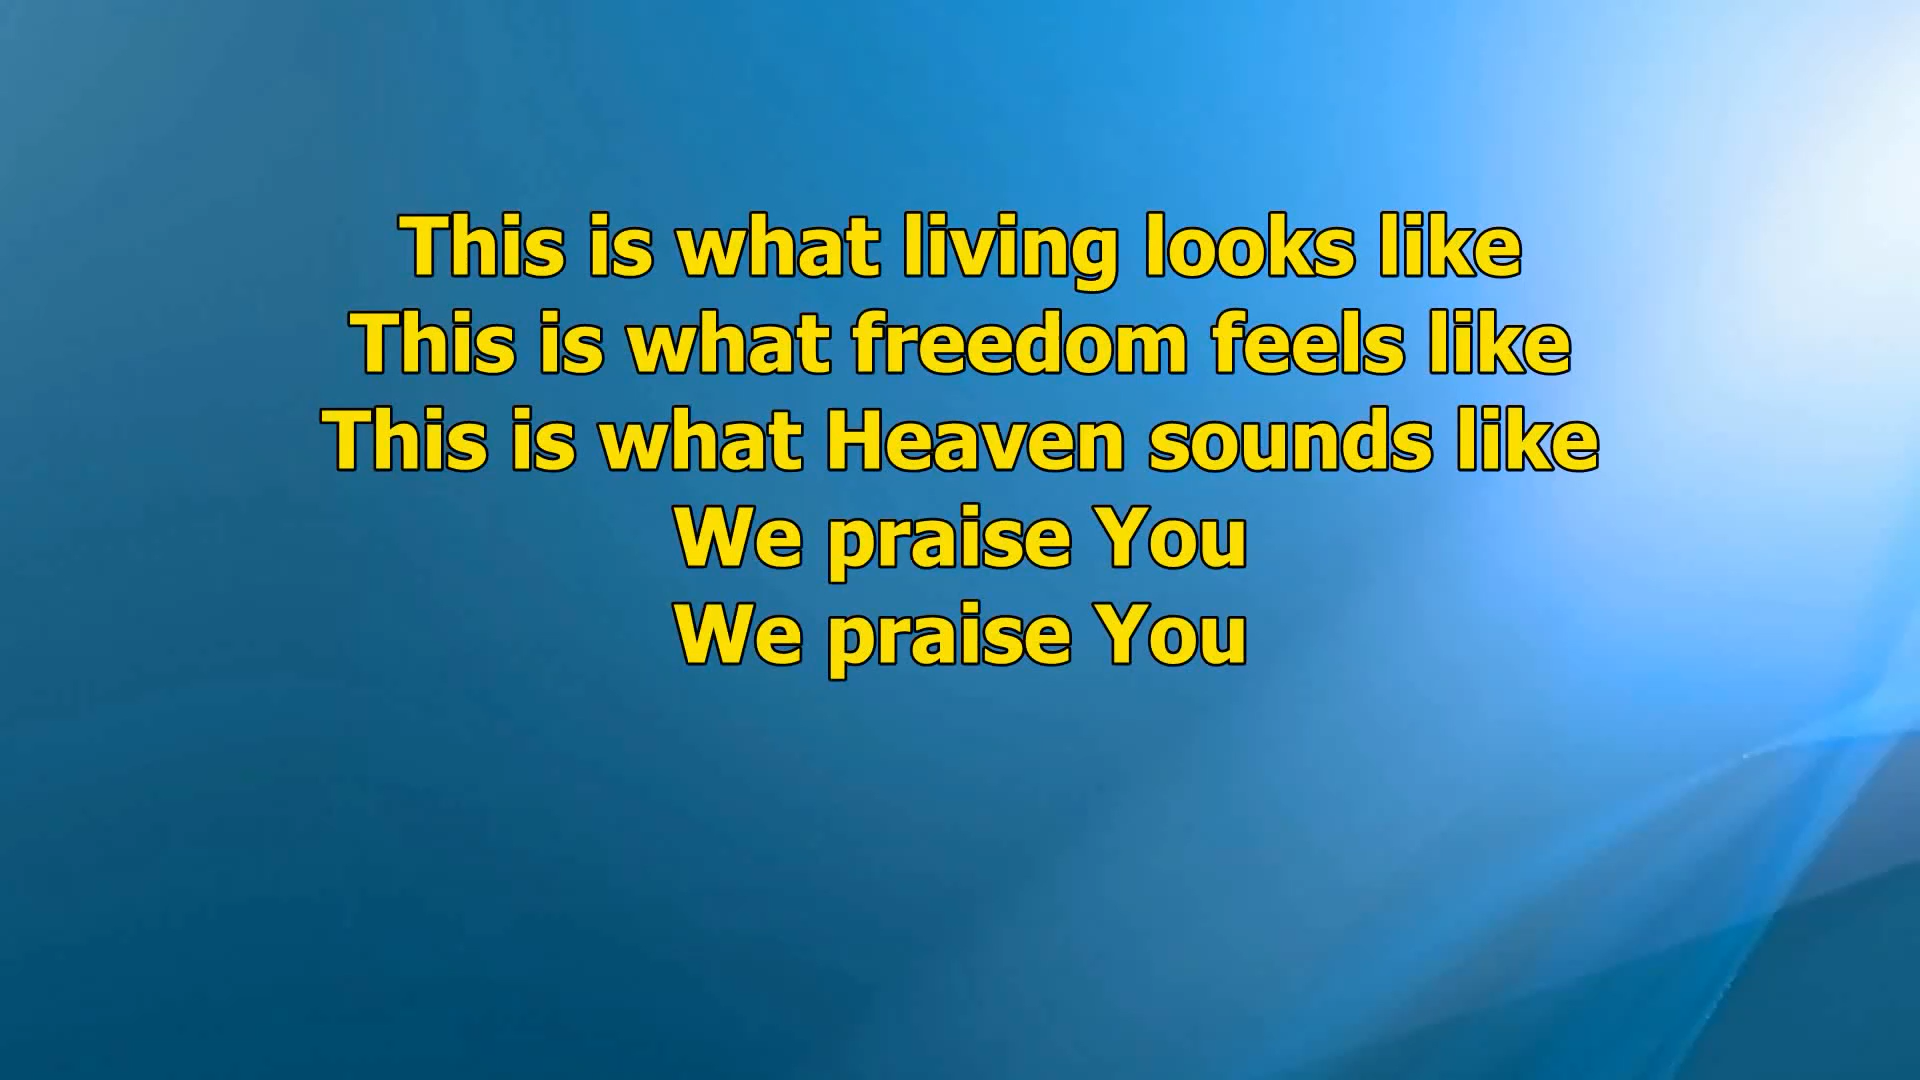 This is what living looks like
This is what freedom feels like
This is what Heaven sounds like
We praise You
We praise You